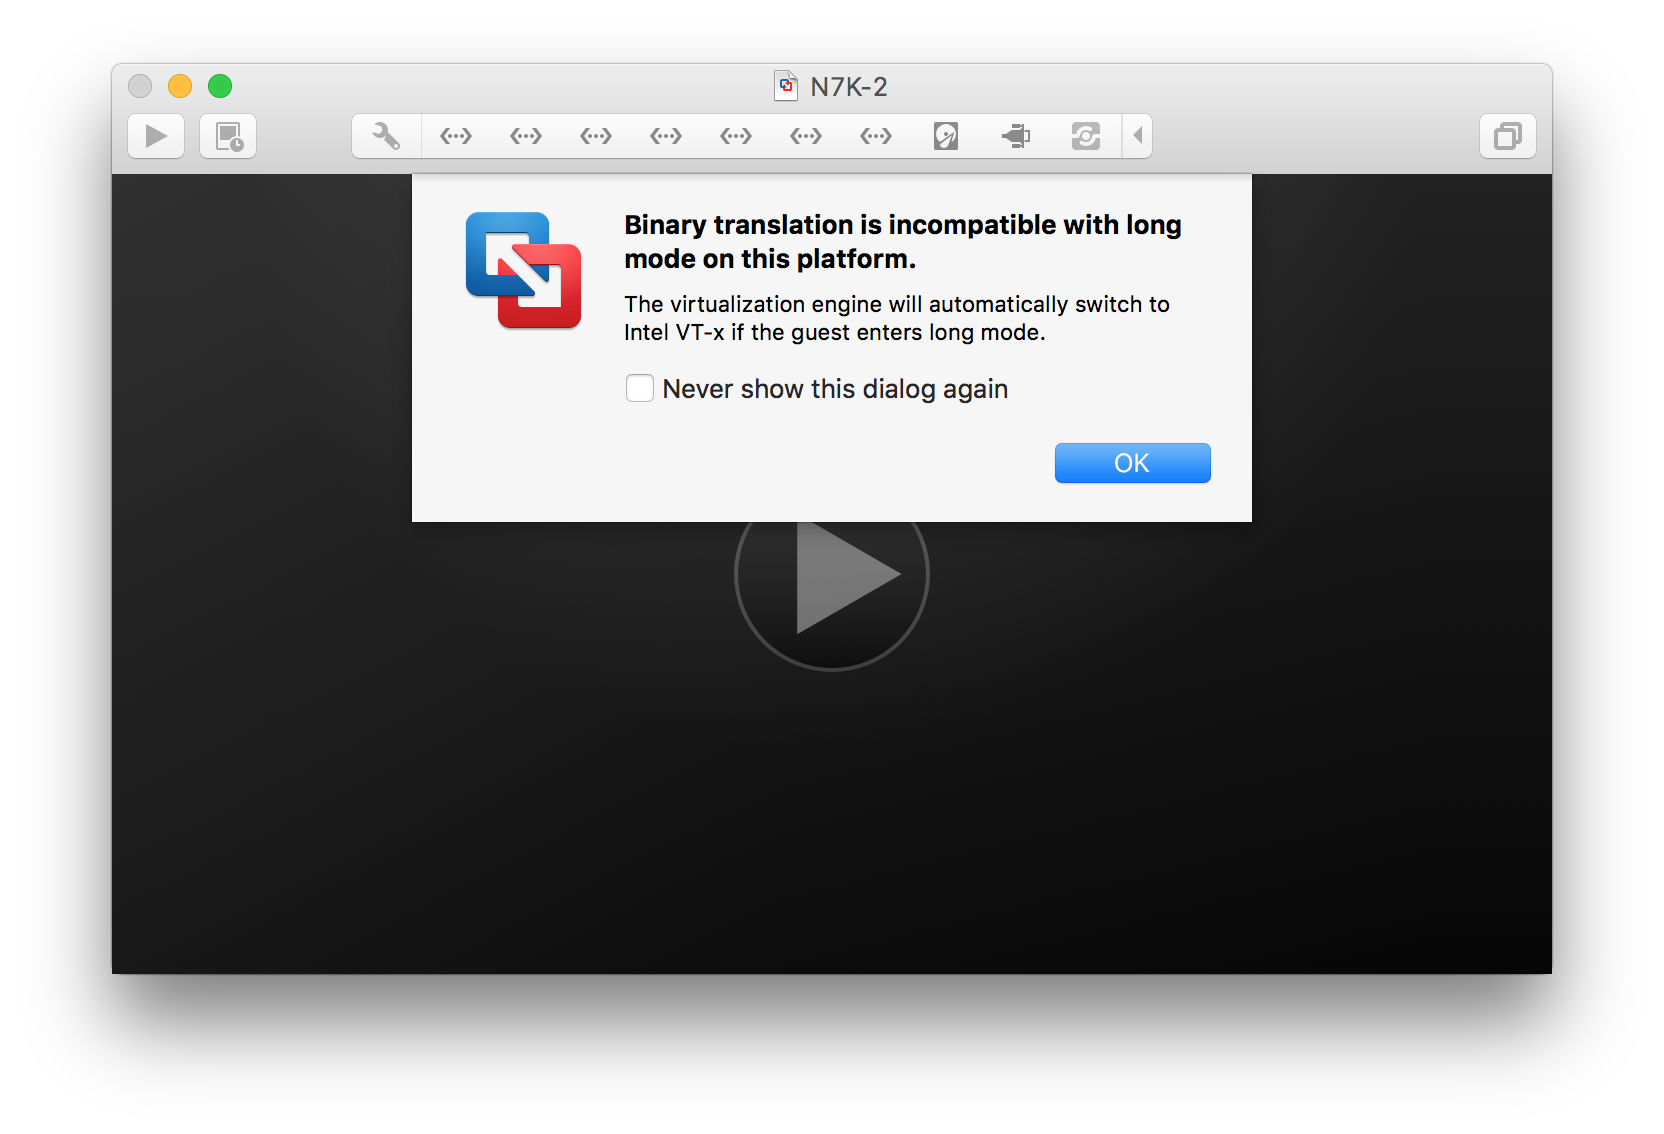 N7K-2
Binary translation is incompatible with long
mode on this platform.
The virtualization engine will automatically switch to
Intel VT-x if the guest enters long mode.
Never show this dialog again
OK